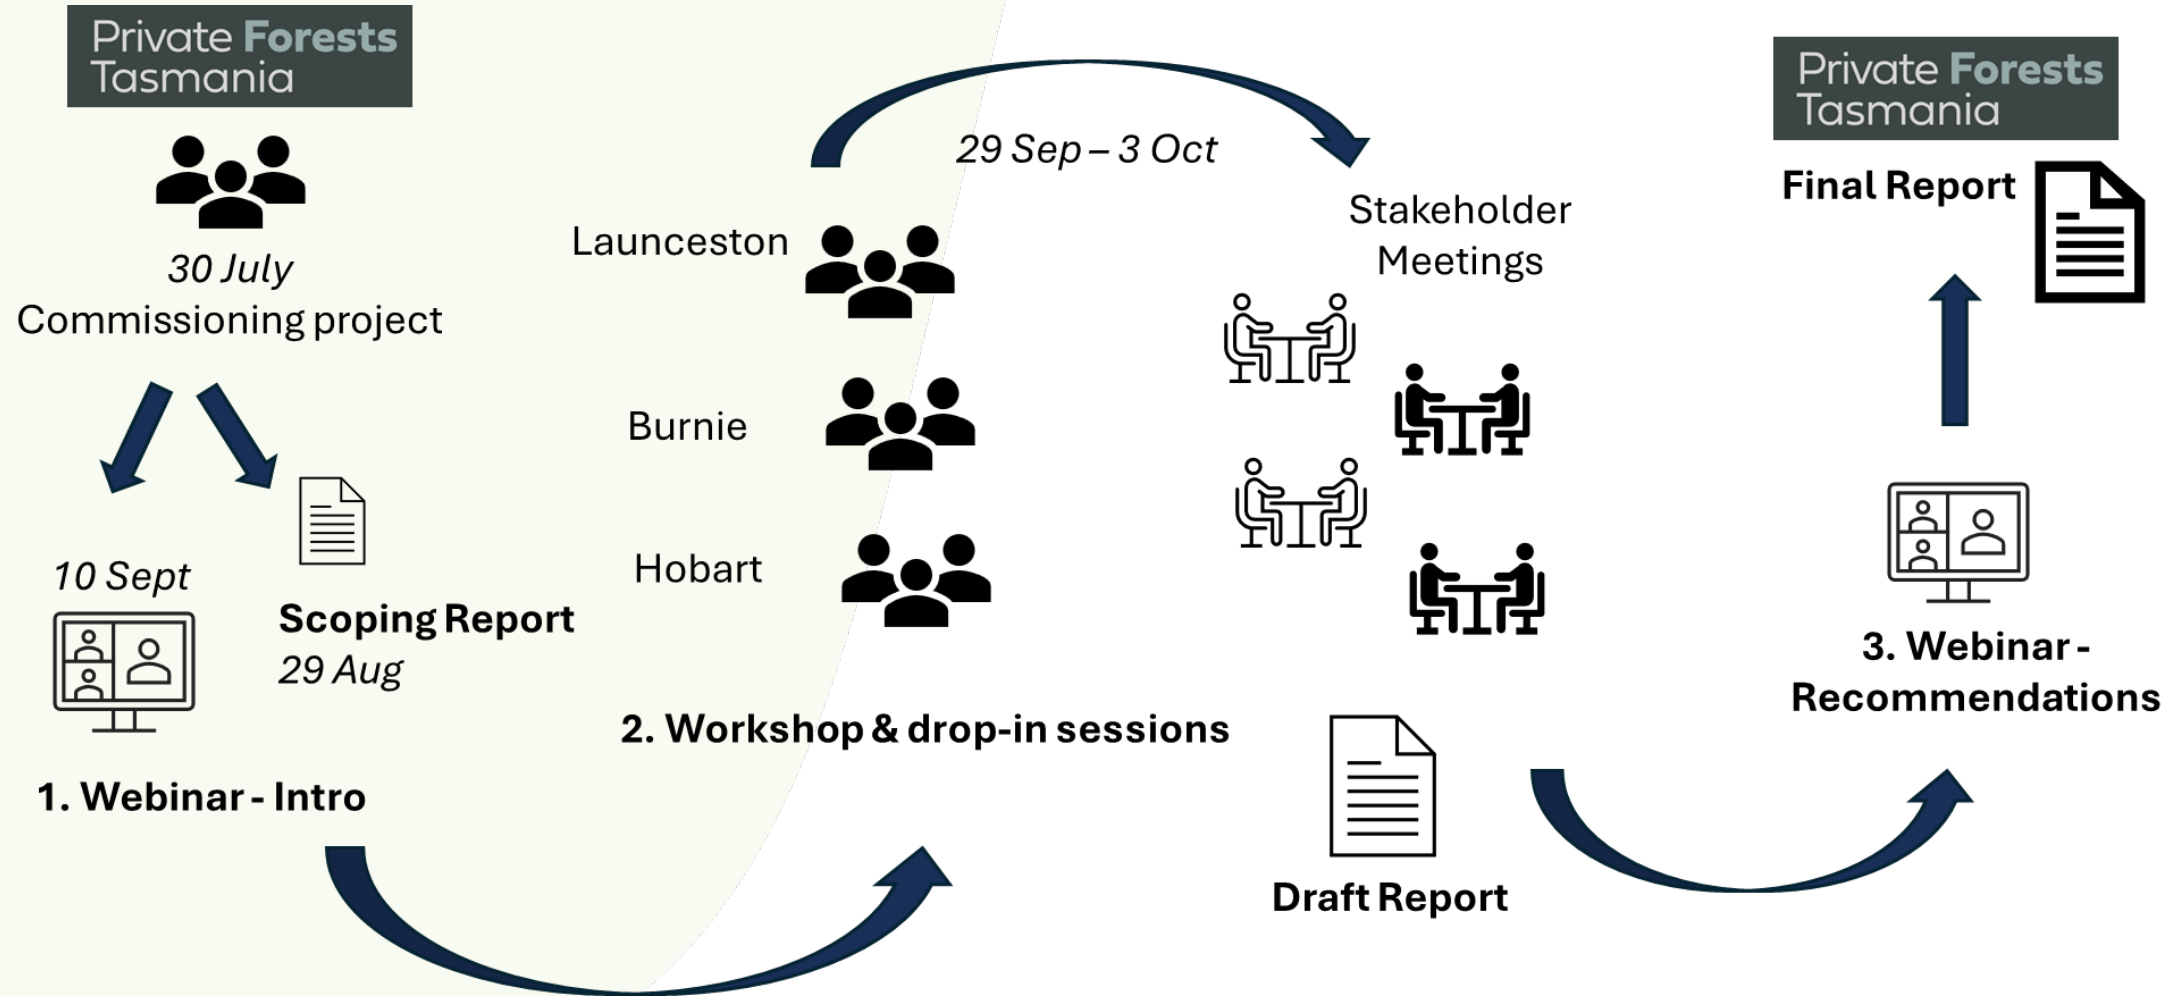 Private Forests
Tasmania
30 July
Commissioning project
10 Sept
Scoping Report
29 Aug
1. Webinar - Intro
29 Sep – 3 Oct
Launceston
Burnie
Hobart
2. Workshop & drop-in sessions
Stakeholder
Meetings
Draft Report
Private Forests
Tasmania
Final Report
3. Webinar -
Recommendations